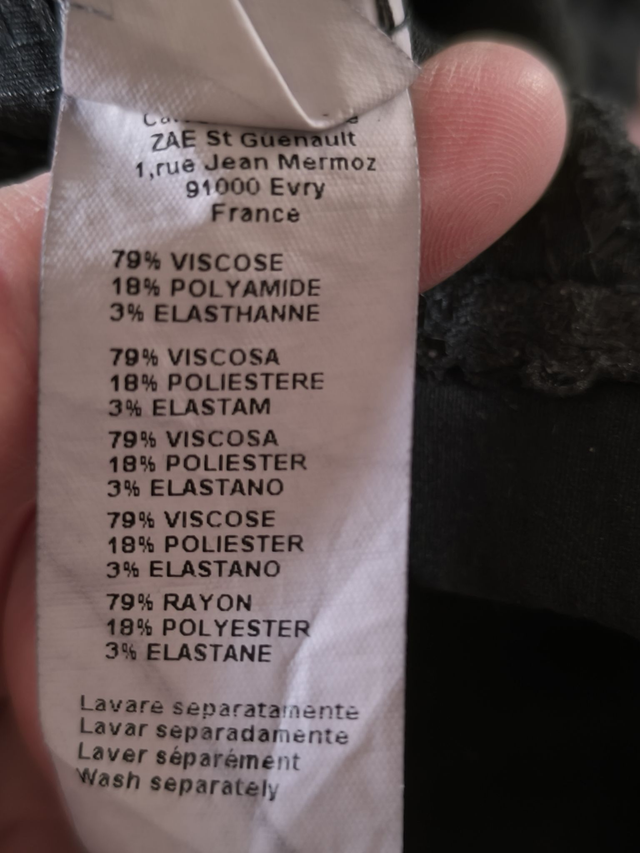 ZAE St Guenault
1,rue Jean Mermoz
91000 Evry
France
79% VISCOSE
18% POLYAMIDE
3% ELASTHANNE
79% VISCOSA
18% POLIESTERE
3% ELASTAM
79% VISCOSA
18% POLIESTER
3% ELASTANO
79% VISCOSE
18% POLIESTER
3% ELASTANO
79% RAYON
18% POLYESTER
3% ELASTANE
Lavare separatamente
Lavar separadamente
Laver séparément
Wash separately